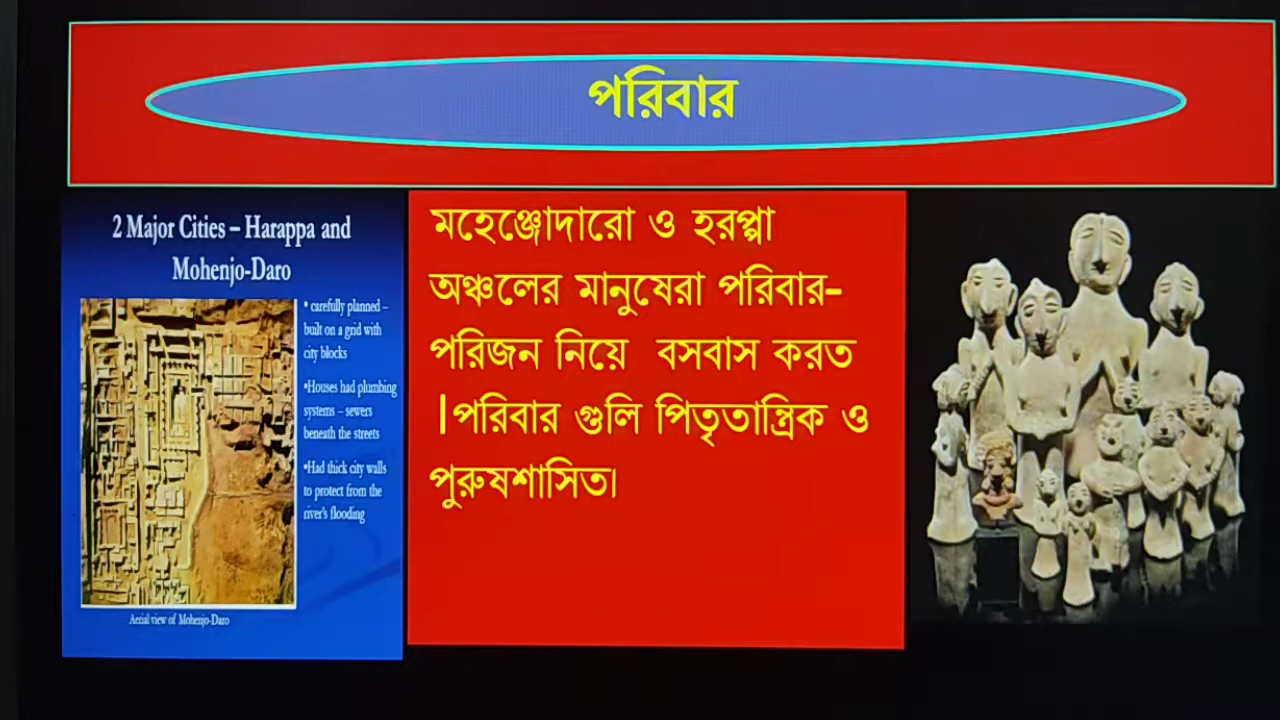 পরিবার
2 Major Cities – Harappa and
Mohenjo-Daro
• carefully planned –
built on a grid with
city blocks
•Houses had plumbing
systems – sewers
beneath the streets
•Had thick city walls
to protect from the
river's flooding
Aerial view of Mohenjo-Daro
মহেঞ্জোদারো ও হরপ্পা
অঞ্চলের মানুষেরা পরিবার-
পরিজন নিয়ে বসবাস করত
।পরিবার গুলি পিতৃতান্ত্রিক ও
পুরুষশাসিত।